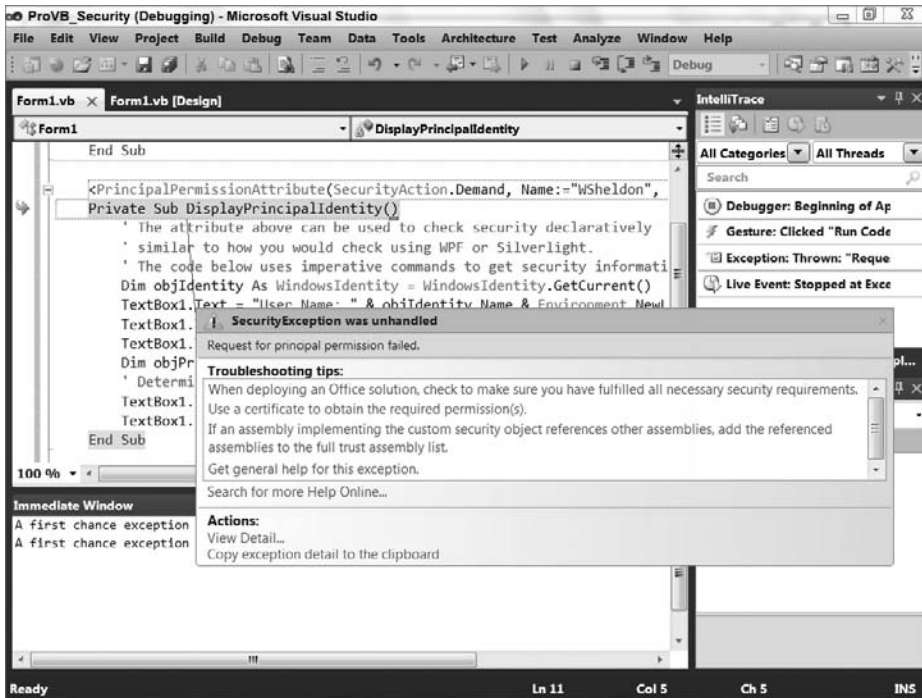 ProVB_Security (Debugging) - Microsoft Visual Studio
File Edit View Project Build Debug Team Data Tools Architecture Test Analyze Window Help
Debug
Form1.vb Form1.vb [Design]
Form1 DisplayPrincipalIdentity
End Sub
<PrincipalPermissionAttribute(SecurityAction.Demand, Name:="WSheldon",
Private Sub DisplayPrincipalIdentity()
' The attribute above can be used to check security declaratively
' similar to how you would check using WPF or Silverlight.
' The code below uses imperative commands to get security informati
Dim objIdentity As WindowsIdentity = WindowsIdentity.GetCurrent()
TextBox1.Text = "User Name: " & objIdentity.Name & Environment.Newl
TextBox1.
TextBox1.
Dim objPr
' Determi
TextBox1.
TextBox1.
End Sub
100 %
SecurityException was unhandled
Request for principal permission failed.
Troubleshooting tips:
When deploying an Office solution, check to make sure you have fulfilled all necessary security requirements.
Use a certificate to obtain the required permission(s).
If an assembly implementing the custom security object references other assemblies, add the referenced
assemblies to the full trust assembly list.
Get general help for this exception.
Search for more Help Online...
Actions:
View Detail...
Copy exception detail to the clipboard
Immediate Window
A first chance exception
A first chance exception
IntelliTrace
All Categories All Threads
Search
Debugger: Beginning of Ap
Gesture: Clicked "Run Code
Exception: Thrown: "Reque
Live Event: Stopped at Exce
pl...
Ready Ln 11 Col 5 Ch 5 INS